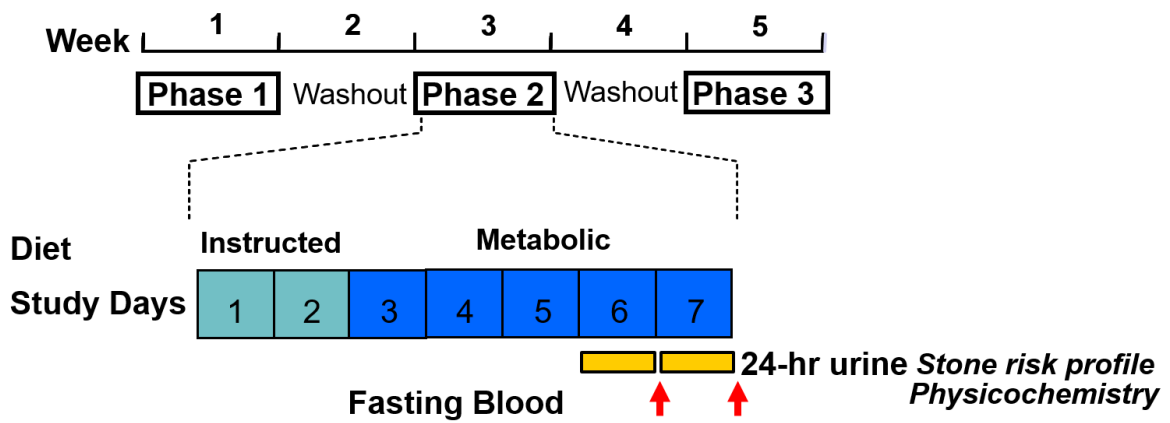 Week 1 2 3 4 5
Phase 1 Washout Phase 2 Washout Phase 3
Diet Instructed Metabolic
Study Days 1 2 3 4 5 6 7
24-hr urine Stone risk profile
Physicochemistry
Fasting Blood